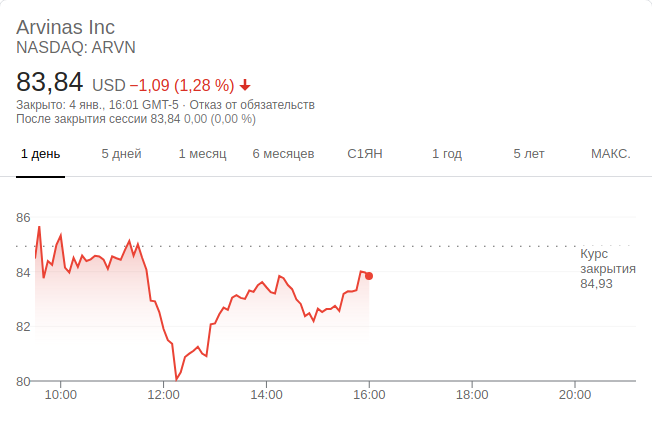 Arvinas Inc
NASDAQ: ARVN
83,84 USD −1,09 (1,28 %)
Закрыто: 4 янв., 16:01 GMT-5 · Отказ от обязательств
После закрытия сессии 83,84 0,00 (0,00 %)
1 день 5 дней 1 месяц 6 месяцев С1ЯН 1 год 5 лет МАКС.
86
Курс
закрытия
84,93
84
82
80
10:00 12:00 14:00 16:00 18:00 20:00